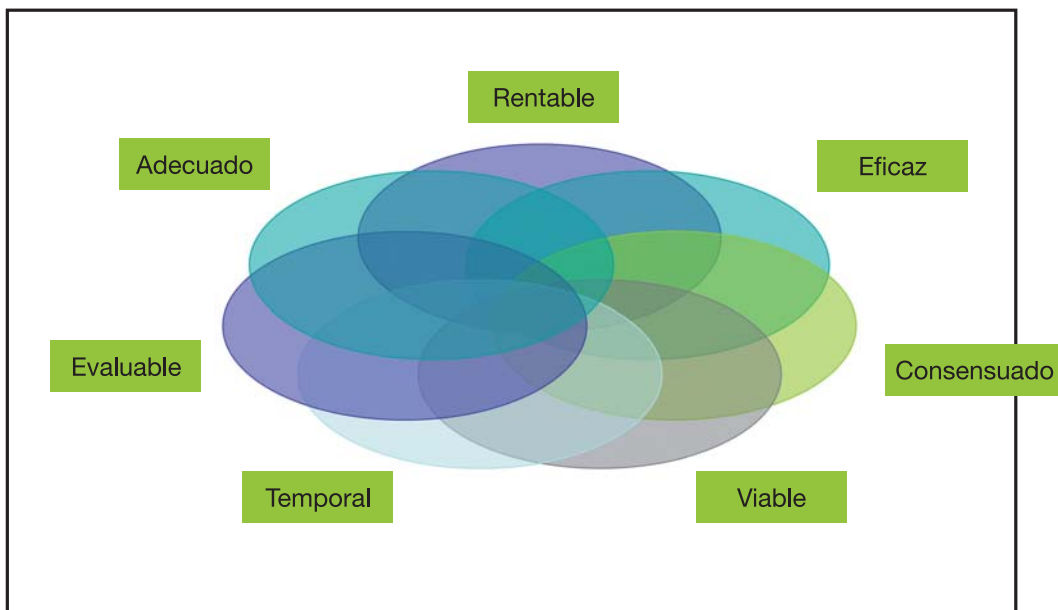 Rentable
Adecuado
Eficaz
Evaluable
Consensuado
Temporal
Viable